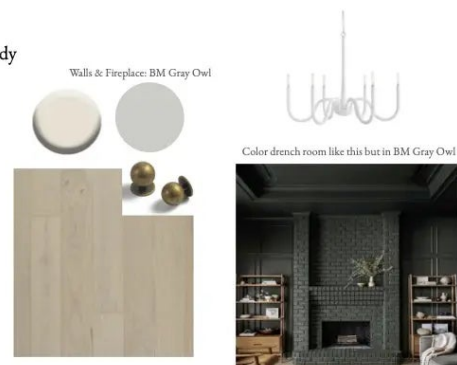 dy
Walls & Fireplace: BM Gray Owl
Color drench room like this but in BM Gray Owl